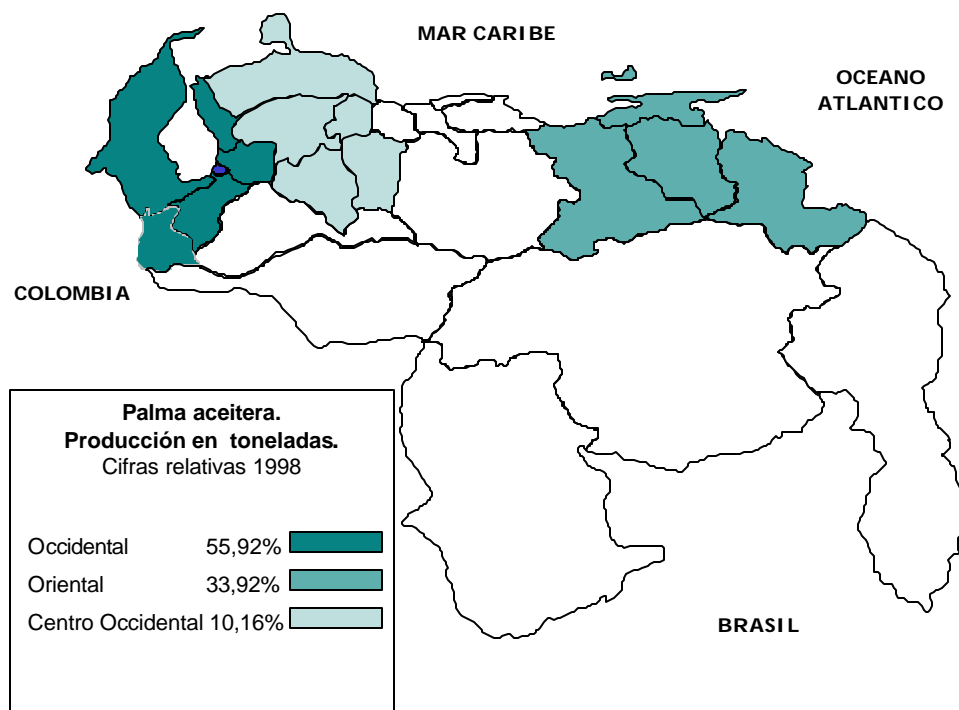 MAR CARIBE
OCEANO
ATLANTICO
COLOMBIA
Palma aceitera.
Producción en toneladas.
Cifras relativas 1998
Occidental 55,92%
Oriental 33,92%
Centro Occidental 10,16%
BRASIL